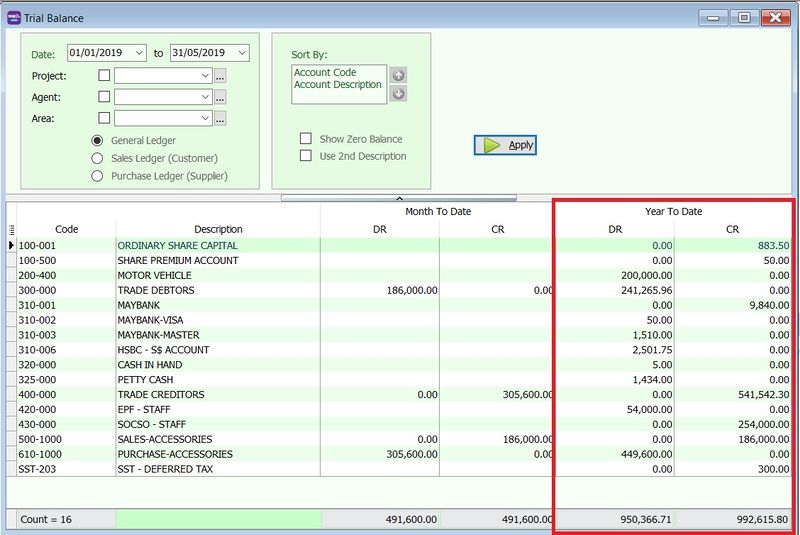 Trial Balance
Date: 01/01/2019 to 31/05/2019
Project: ...
Agent: ...
Area: ...
General Ledger
Sales Ledger (Customer)
Purchase Ledger (Supplier)
Sort By:
Account Code
Account Description
Show Zero Balance
Use 2nd Description
Apply
Month To Date Year To Date
Code Description DR CR DR CR
100-001 ORDINARY SHARE CAPITAL 0.00 883.50
100-500 SHARE PREMIUM ACCOUNT 0.00 50.00
200-400 MOTOR VEHICLE 200,000.00 0.00
300-000 TRADE DEBTORS 186,000.00 0.00 241,265.96 0.00
310-001 MAYBANK 0.00 9,840.00
310-002 MAYBANK-VISA 50.00 0.00
310-003 MAYBANK-MASTER 1,510.00 0.00
310-006 HSBC - S$ ACCOUNT 2,501.75 0.00
320-000 CASH IN HAND 5.00 0.00
325-000 PETTY CASH 1,434.00 0.00
400-000 TRADE CREDITORS 0.00 305,600.00 0.00 541,542.30
420-000 EPF - STAFF 54,000.00 0.00
430-000 SOCSO - STAFF 0.00 254,000.00
500-1000 SALES-ACCESSORIES 0.00 186,000.00 0.00 186,000.00
610-1000 PURCHASE-ACCESSORIES 305,600.00 0.00 449,600.00 0.00
SST-203 SST - DEFERRED TAX 0.00 300.00
Count = 16 491,600.00 491,600.00 950,366.71 992,615.80